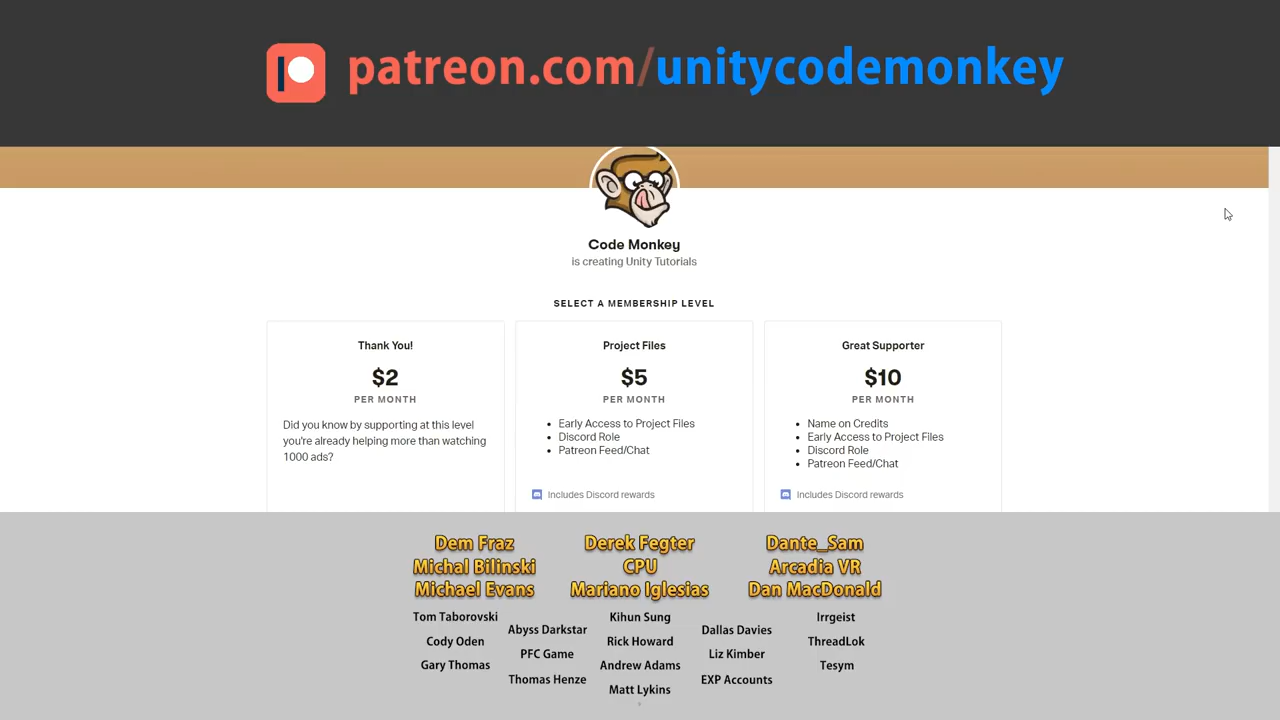 patreon.com/unitycodemonkey
Code Monkey
is creating Unity Tutorials
SELECT A MEMBERSHIP LEVEL
Thank You!
$2
PER MONTH
Did you know by supporting at this level
you're already helping more than watching
1000 ads?
Project Files
$5
PER MONTH
Early Access to Project Files
Discord Role
Patreon Feed/Chat
Includes Discord rewards
Great Supporter
$10
PER MONTH
Name on Credits
Early Access to Project Files
Discord Role
Patreon Feed/Chat
Includes Discord rewards
Dem Fraz
Michal Bilinski
Michael Evans
Derek Fegter
CPU
Mariano Iglesias
Dante_Sam
Arcadia VR
Dan MacDonald
Tom Taborovski
Cody Oden
Gary Thomas
Abyss Darkstar
PFC Game
Thomas Henze
Kihun Sung
Rick Howard
Andrew Adams
Matt Lykins
Dallas Davies
Liz Kimber
EXP Accounts
Irrgeist
ThreadLok
Tesym